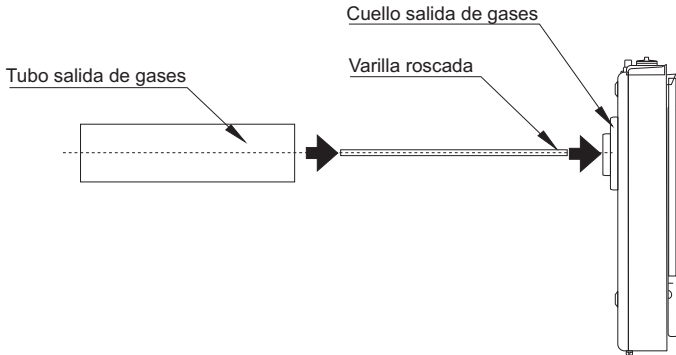 Cuello salida de gases
Varilla roscada
Tubo salida de gases